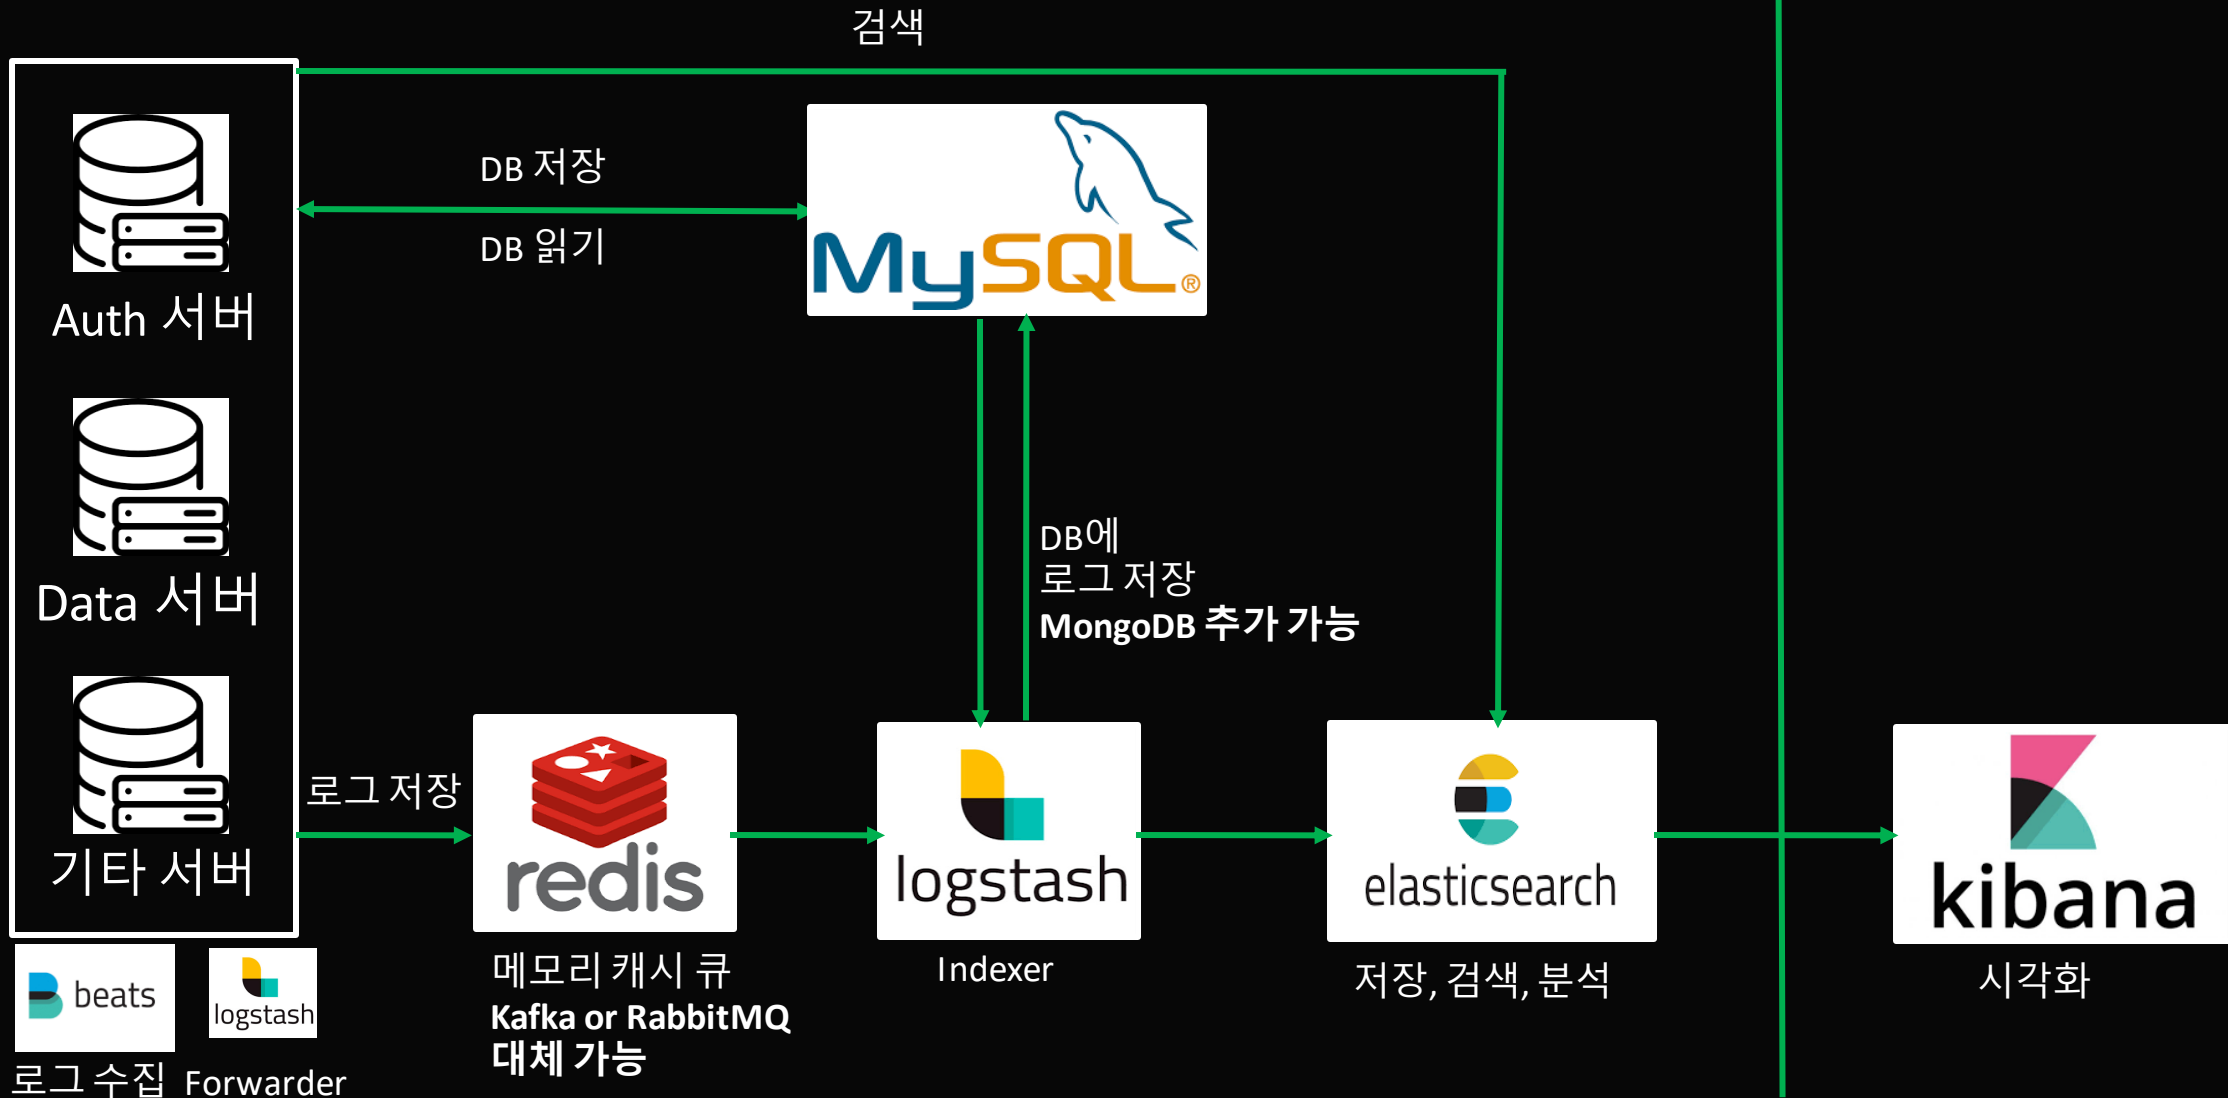 검색
DB 저장
DB 읽기
MySQL®
Auth 서버
Data 서버
기타 서버
DB에
로그 저장
MongoDB 추가 가능
로그 저장
redis
logstash
elasticsearch
kibana
메모리 캐시 큐
Kafka or RabbitMQ
대체 가능
Indexer
저장, 검색, 분석
시각화
beats
logstash
로그 수집
Forwarder